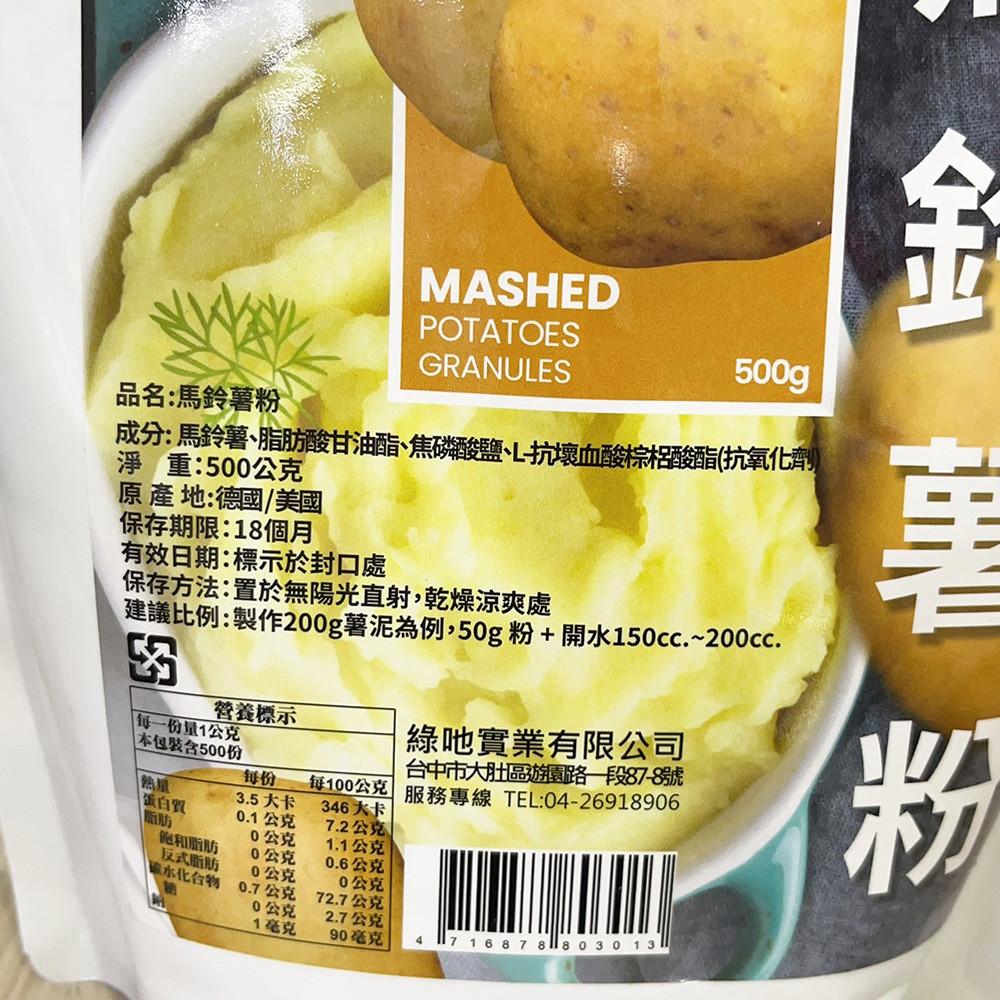 MASHED
POTATOES
GRANULES
500g
鈴
薯
粉
品名:馬鈴薯粉
成分: 馬鈴薯、脂肪酸甘油酯、焦磷酸鹽、L-抗壞血酸棕梠酸酯(抗氧化劑)
淨 重:500公克
原 產 地:德國/美國
保存期限:18個月
有效日期:標示於封口處
保存方法:置於無陽光直射,乾燥涼爽處
建議比例:製作200g薯泥為例,50g 粉 + 開水150cc.~200cc.
營養標示
每一份量1公克
本包裝含500份
每份 每100公克
熱量 3.5 大卡 346 大卡
蛋白質 0.1 公克 7.2 公克
脂肪 0 公克 1.1 公克
飽和脂肪 0 公克 0.6 公克
反式脂肪 0 公克 0 公克
碳水化合物 0.7 公克 72.7 公克
糖 0 公克 2.7 公克
鈉 1 毫克 90 毫克
綠吔實業有限公司
台中市大肚區遊園路一段87-8號
服務專線 TEL:04-26918906
4 716878 803013